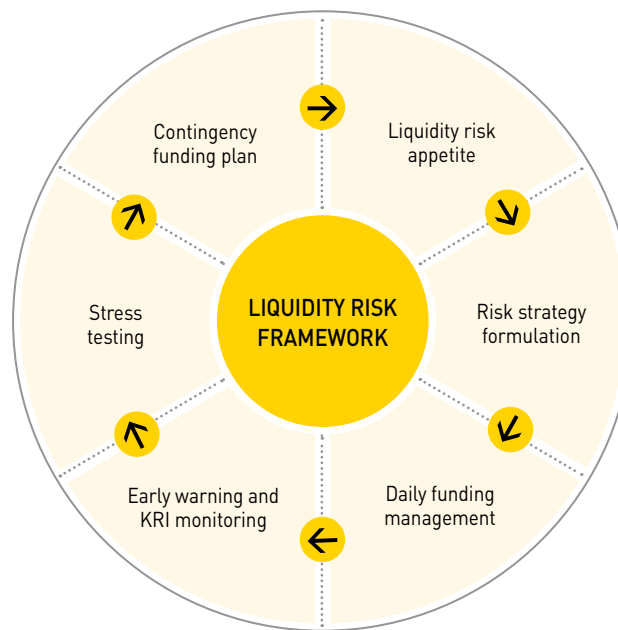 Contingency
funding plan
Liquidity risk
appetite
Stress
testing
LIQUIDITY RISK
FRAMEWORK
Risk strategy
formulation
Early warning and
KRI monitoring
Daily funding
management